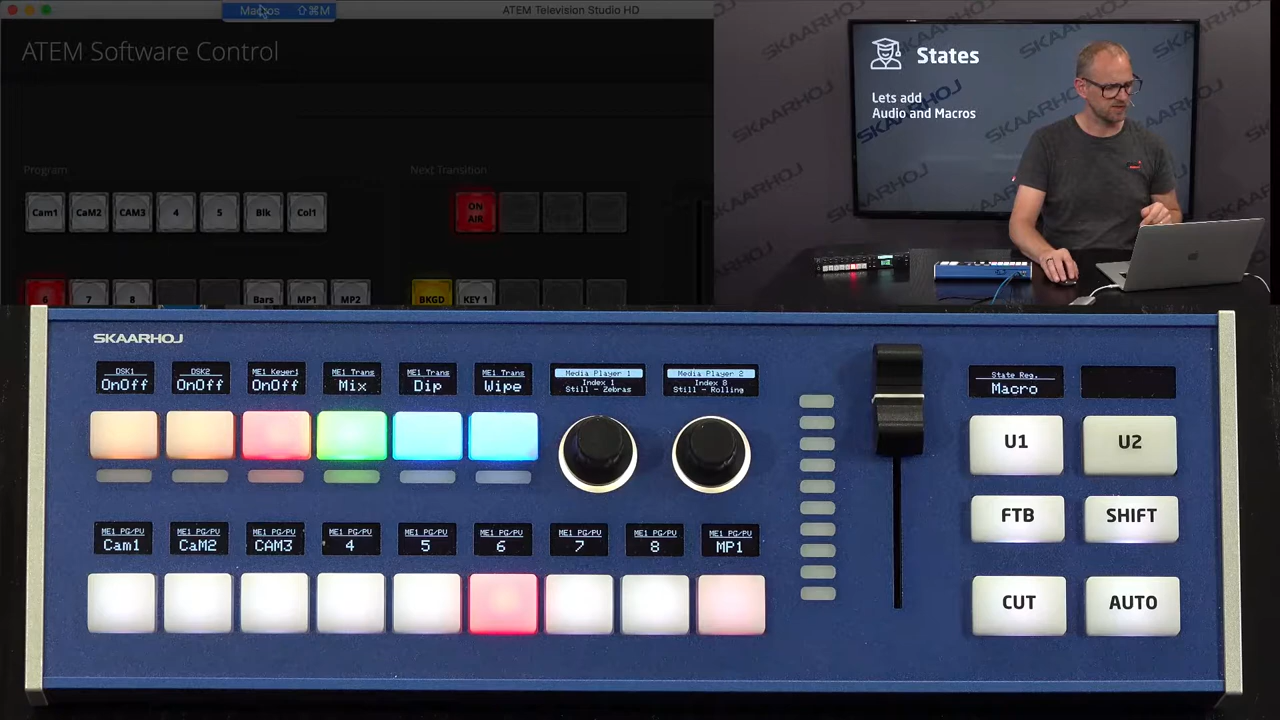 Macros ⇧⌘M
ATEM Television Studio HD
ATEM Software Control
Program
Next Transition
Cam1 CaM2 CAM3 4 5 Blk Col1
ON
AIR
6 7 8 Bars MP1 MP2
BKGD KEY 1
SKAARHOJ
SKAARHOJ
SKAARHOJ
States
Lets add
Audio and Macros
SKAARHOJ
DSK1
OnOff
DSK2
OnOff
ME1 Keyer1
OnOff
ME1 Trans
Mix
ME1 Trans
Dip
ME1 Trans
Wipe
Media Player 1
Index 1
Still - Zebras
Media Player 2
Index 8
Still - Rolling
State Reg.
Macro
U1 U2
FTB SHIFT
CUT AUTO
ME1 PG/PV
Cam1
ME1 PG/PV
CaM2
ME1 PG/PV
CAM3
ME1 PG/PV
4
ME1 PG/PV
5
ME1 PG/PV
6
ME1 PG/PV
7
ME1 PG/PV
8
ME1 PG/PV
MP1